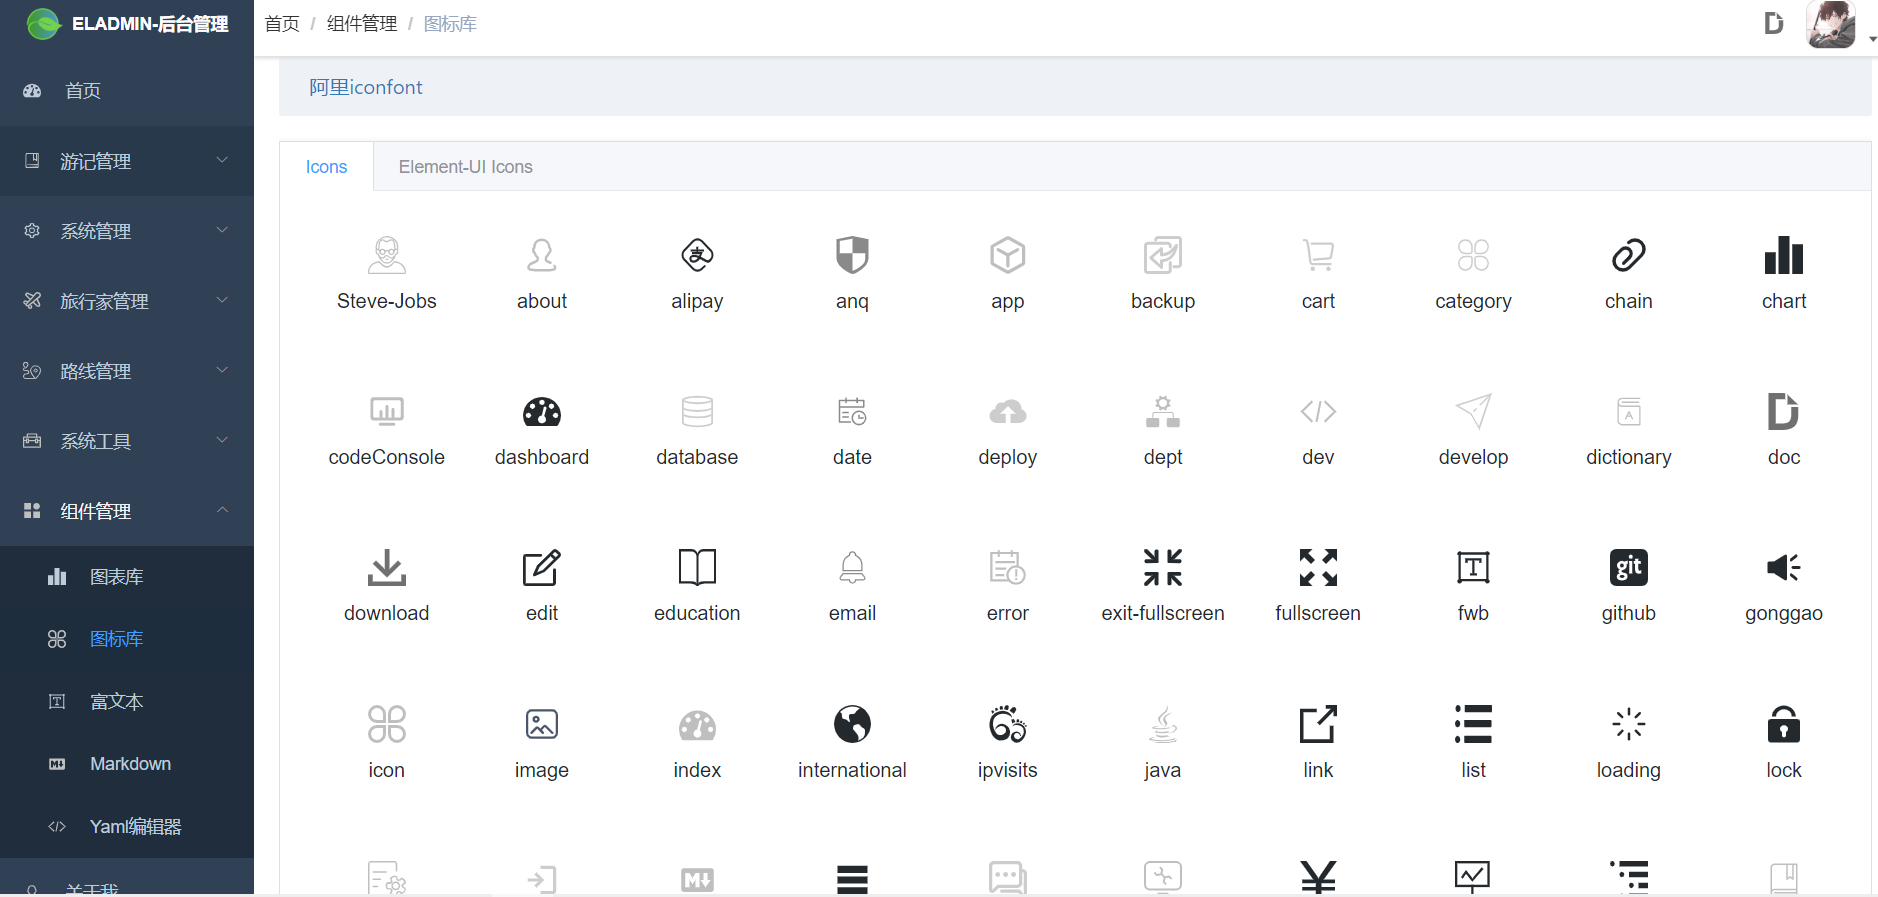 ELADMIN-后台管理
首页 / 组件管理 / 图标库
首页
游记管理
系统管理
旅行家管理
路线管理
系统工具
组件管理
图表库
图标库
富文本
Markdown
Yaml编辑器
关于我
阿里iconfont
Icons Element-UI Icons
Steve-Jobs about alipay anq app backup cart category chain chart
codeConsole dashboard database date deploy dept dev develop dictionary doc
download edit education email error exit-fullscreen fullscreen fwb github gonggao
git
icon image index international ipvisits java link list loading lock